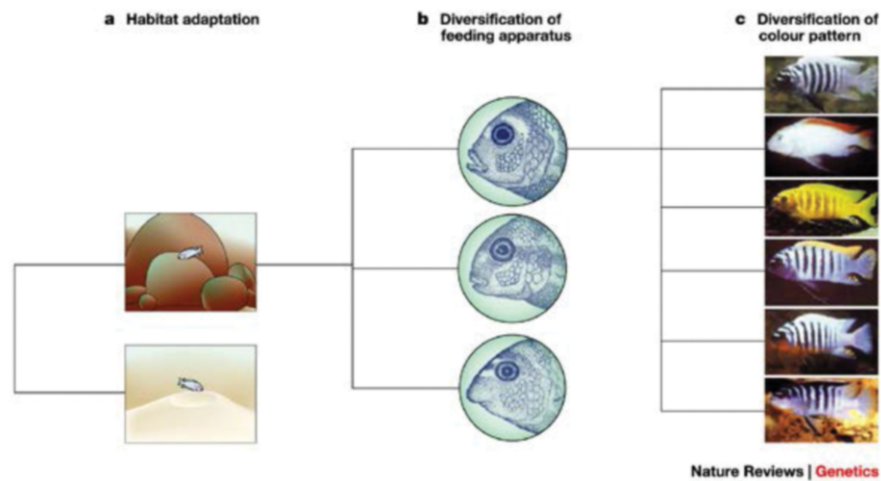 a Habitat adaptation
b Diversification of
feeding apparatus
c Diversification of
colour pattern
Nature Reviews | Genetics